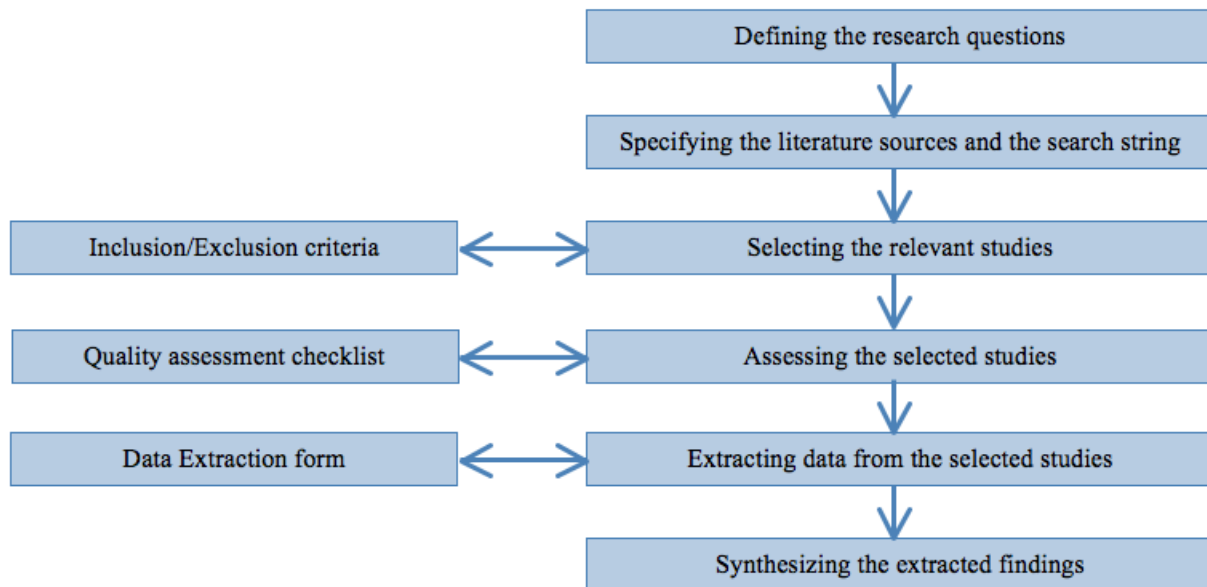 Defining the research questions
Specifying the literature sources and the search string
Inclusion/Exclusion criteria
Selecting the relevant studies
Quality assessment checklist
Assessing the selected studies
Data Extraction form
Extracting data from the selected studies
Synthesizing the extracted findings